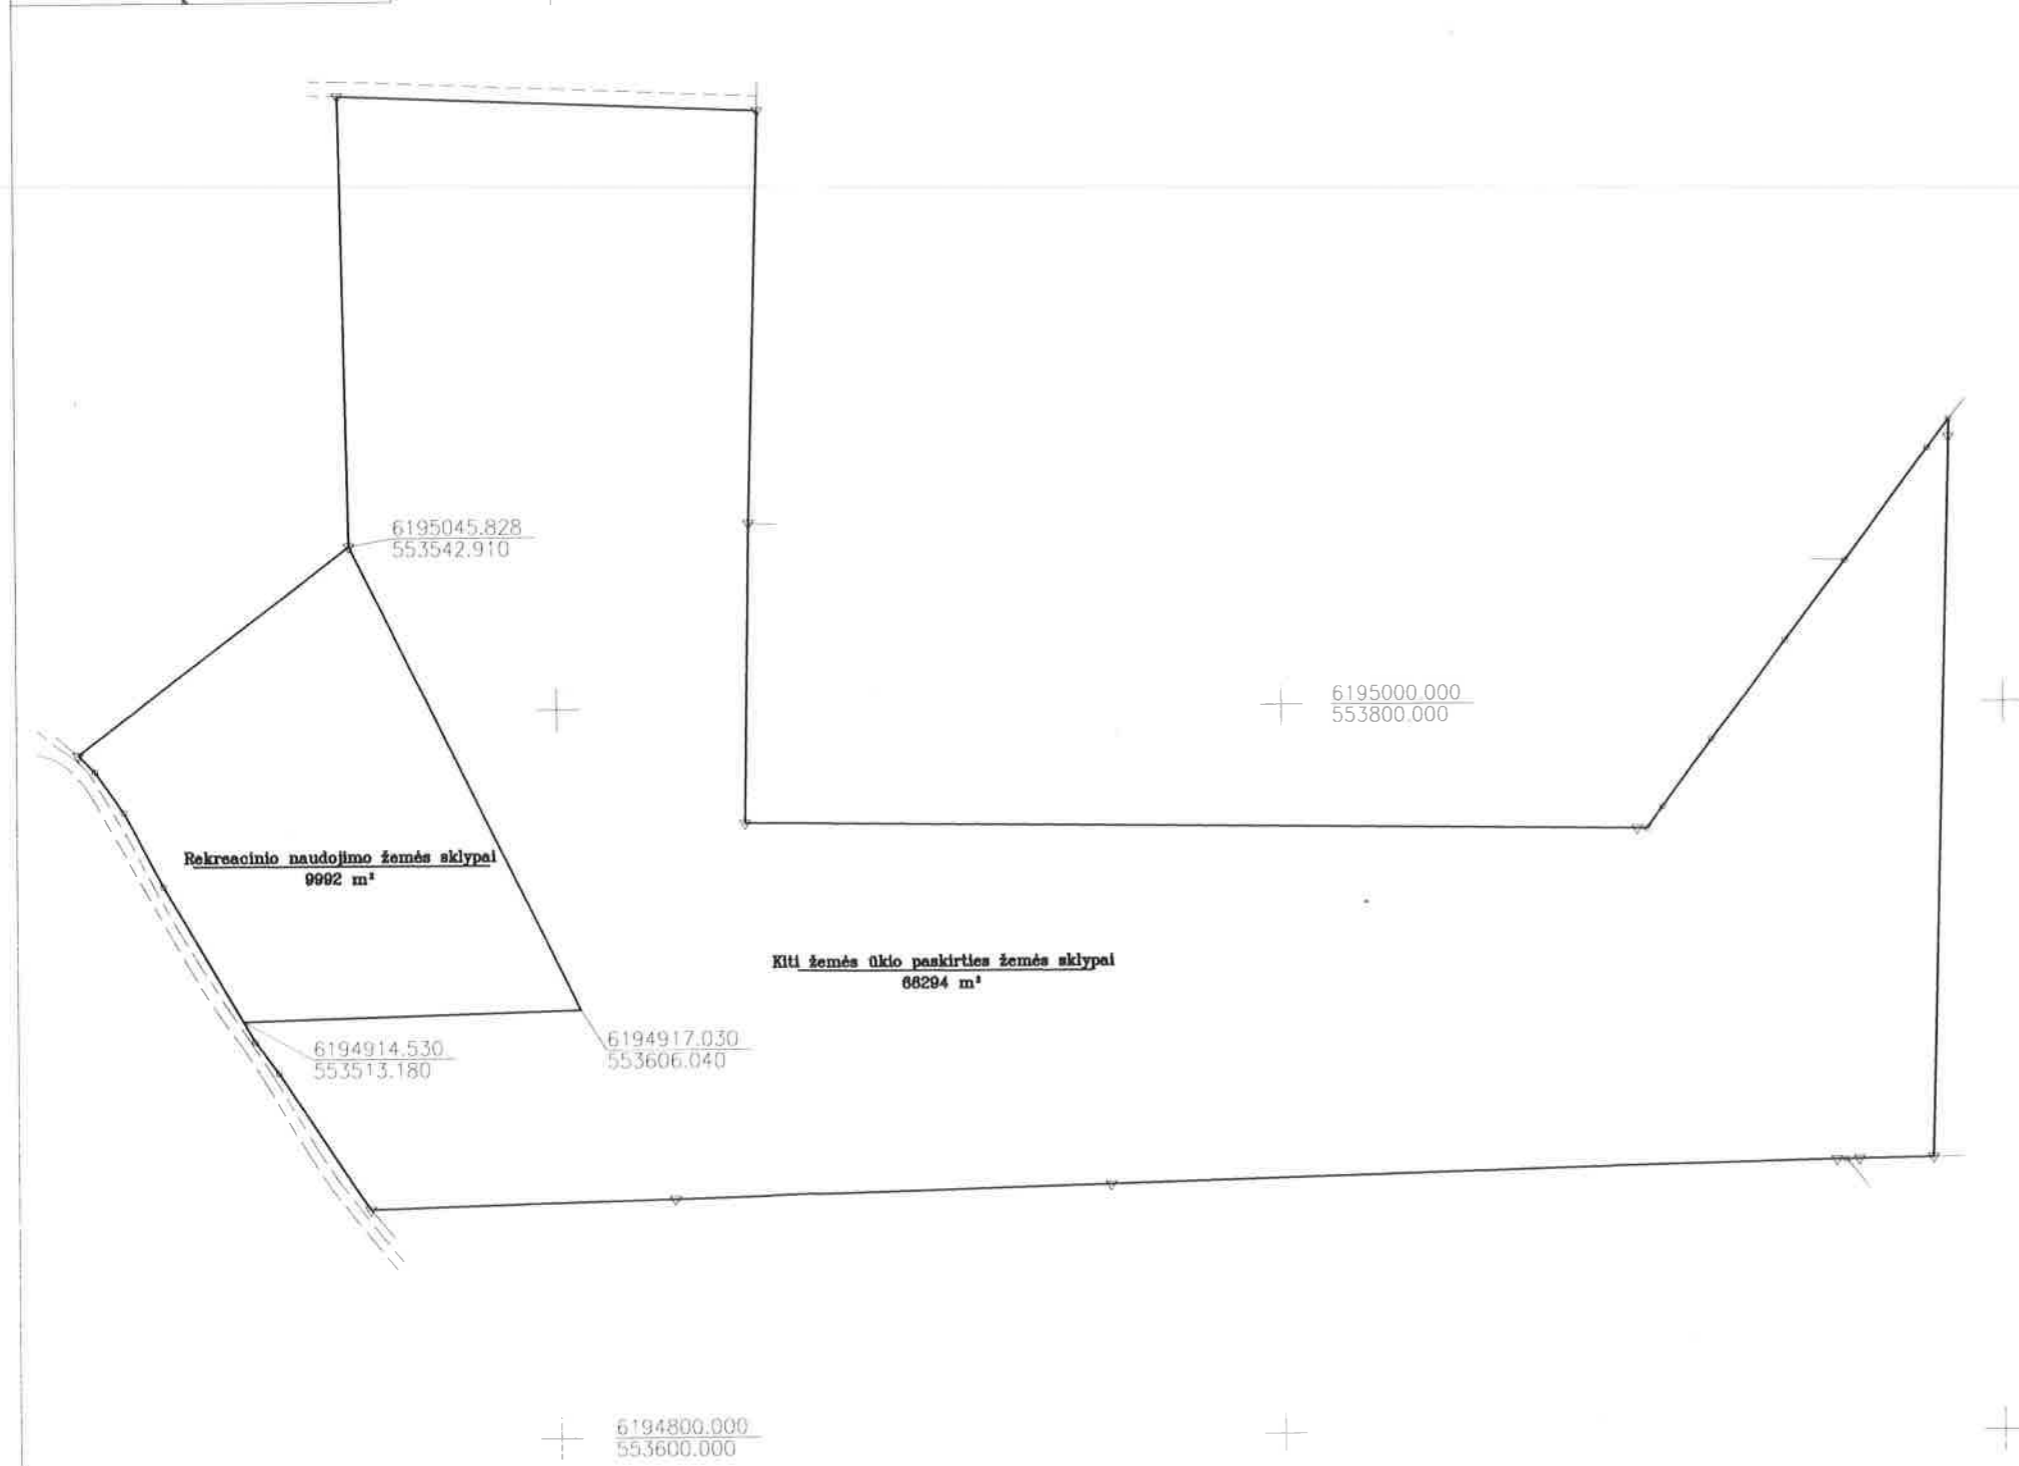 6195045.828
553542.910
6195000.000
553800.000
Rekreacinio naudojimo žemės sklypai
9992 m²
Kiti žemės ūkio paskirties žemės sklypai
68294 m²
6194914.530
553513.180
6194917.030
553606.040
6194800.000
553600.000